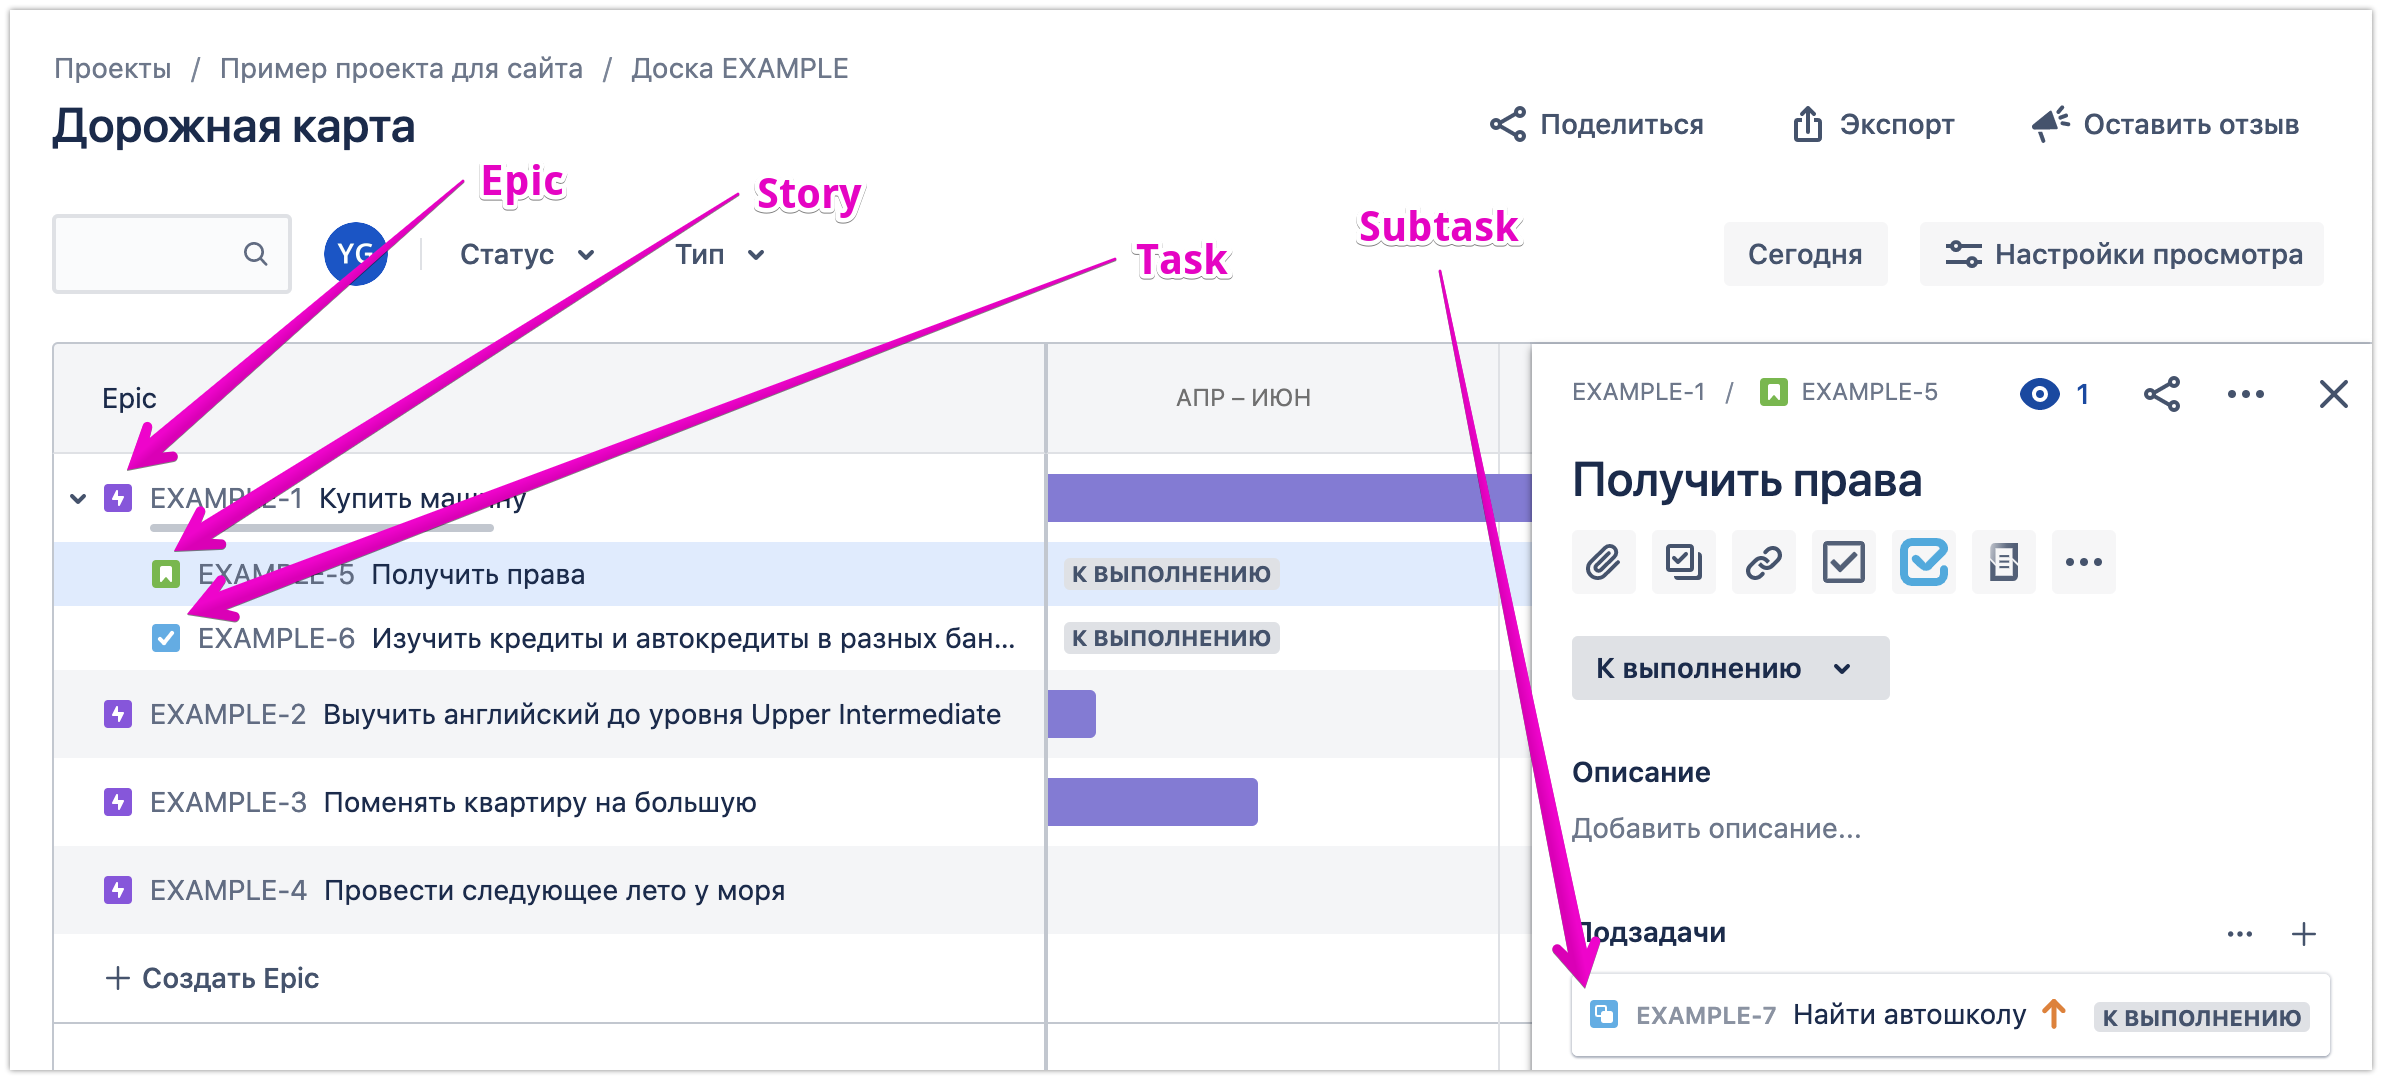 Проекты / Пример проекта для сайта / Доска EXAMPLE
Дорожная карта
Поделиться
Экспорт
Оставить отзыв
Epic
Story
Task
Subtask
YG
Статус
Тип
Сегодня
Настройки просмотра
Epic
АПР – ИЮН
EXAMPLE-1 Купить машину
EXAMPLE-5 Получить права
К ВЫПОЛНЕНИЮ
EXAMPLE-6 Изучить кредиты и автокредиты в разных бан...
К ВЫПОЛНЕНИЮ
EXAMPLE-2 Выучить английский до уровня Upper Intermediate
EXAMPLE-3 Поменять квартиру на большую
EXAMPLE-4 Провести следующее лето у моря
+ Создать Epic
EXAMPLE-1 / EXAMPLE-5
1
Получить права
К выполнению
Описание
Добавить описание...
Подзадачи
EXAMPLE-7 Найти автошколу
К ВЫПОЛНЕНИЮ